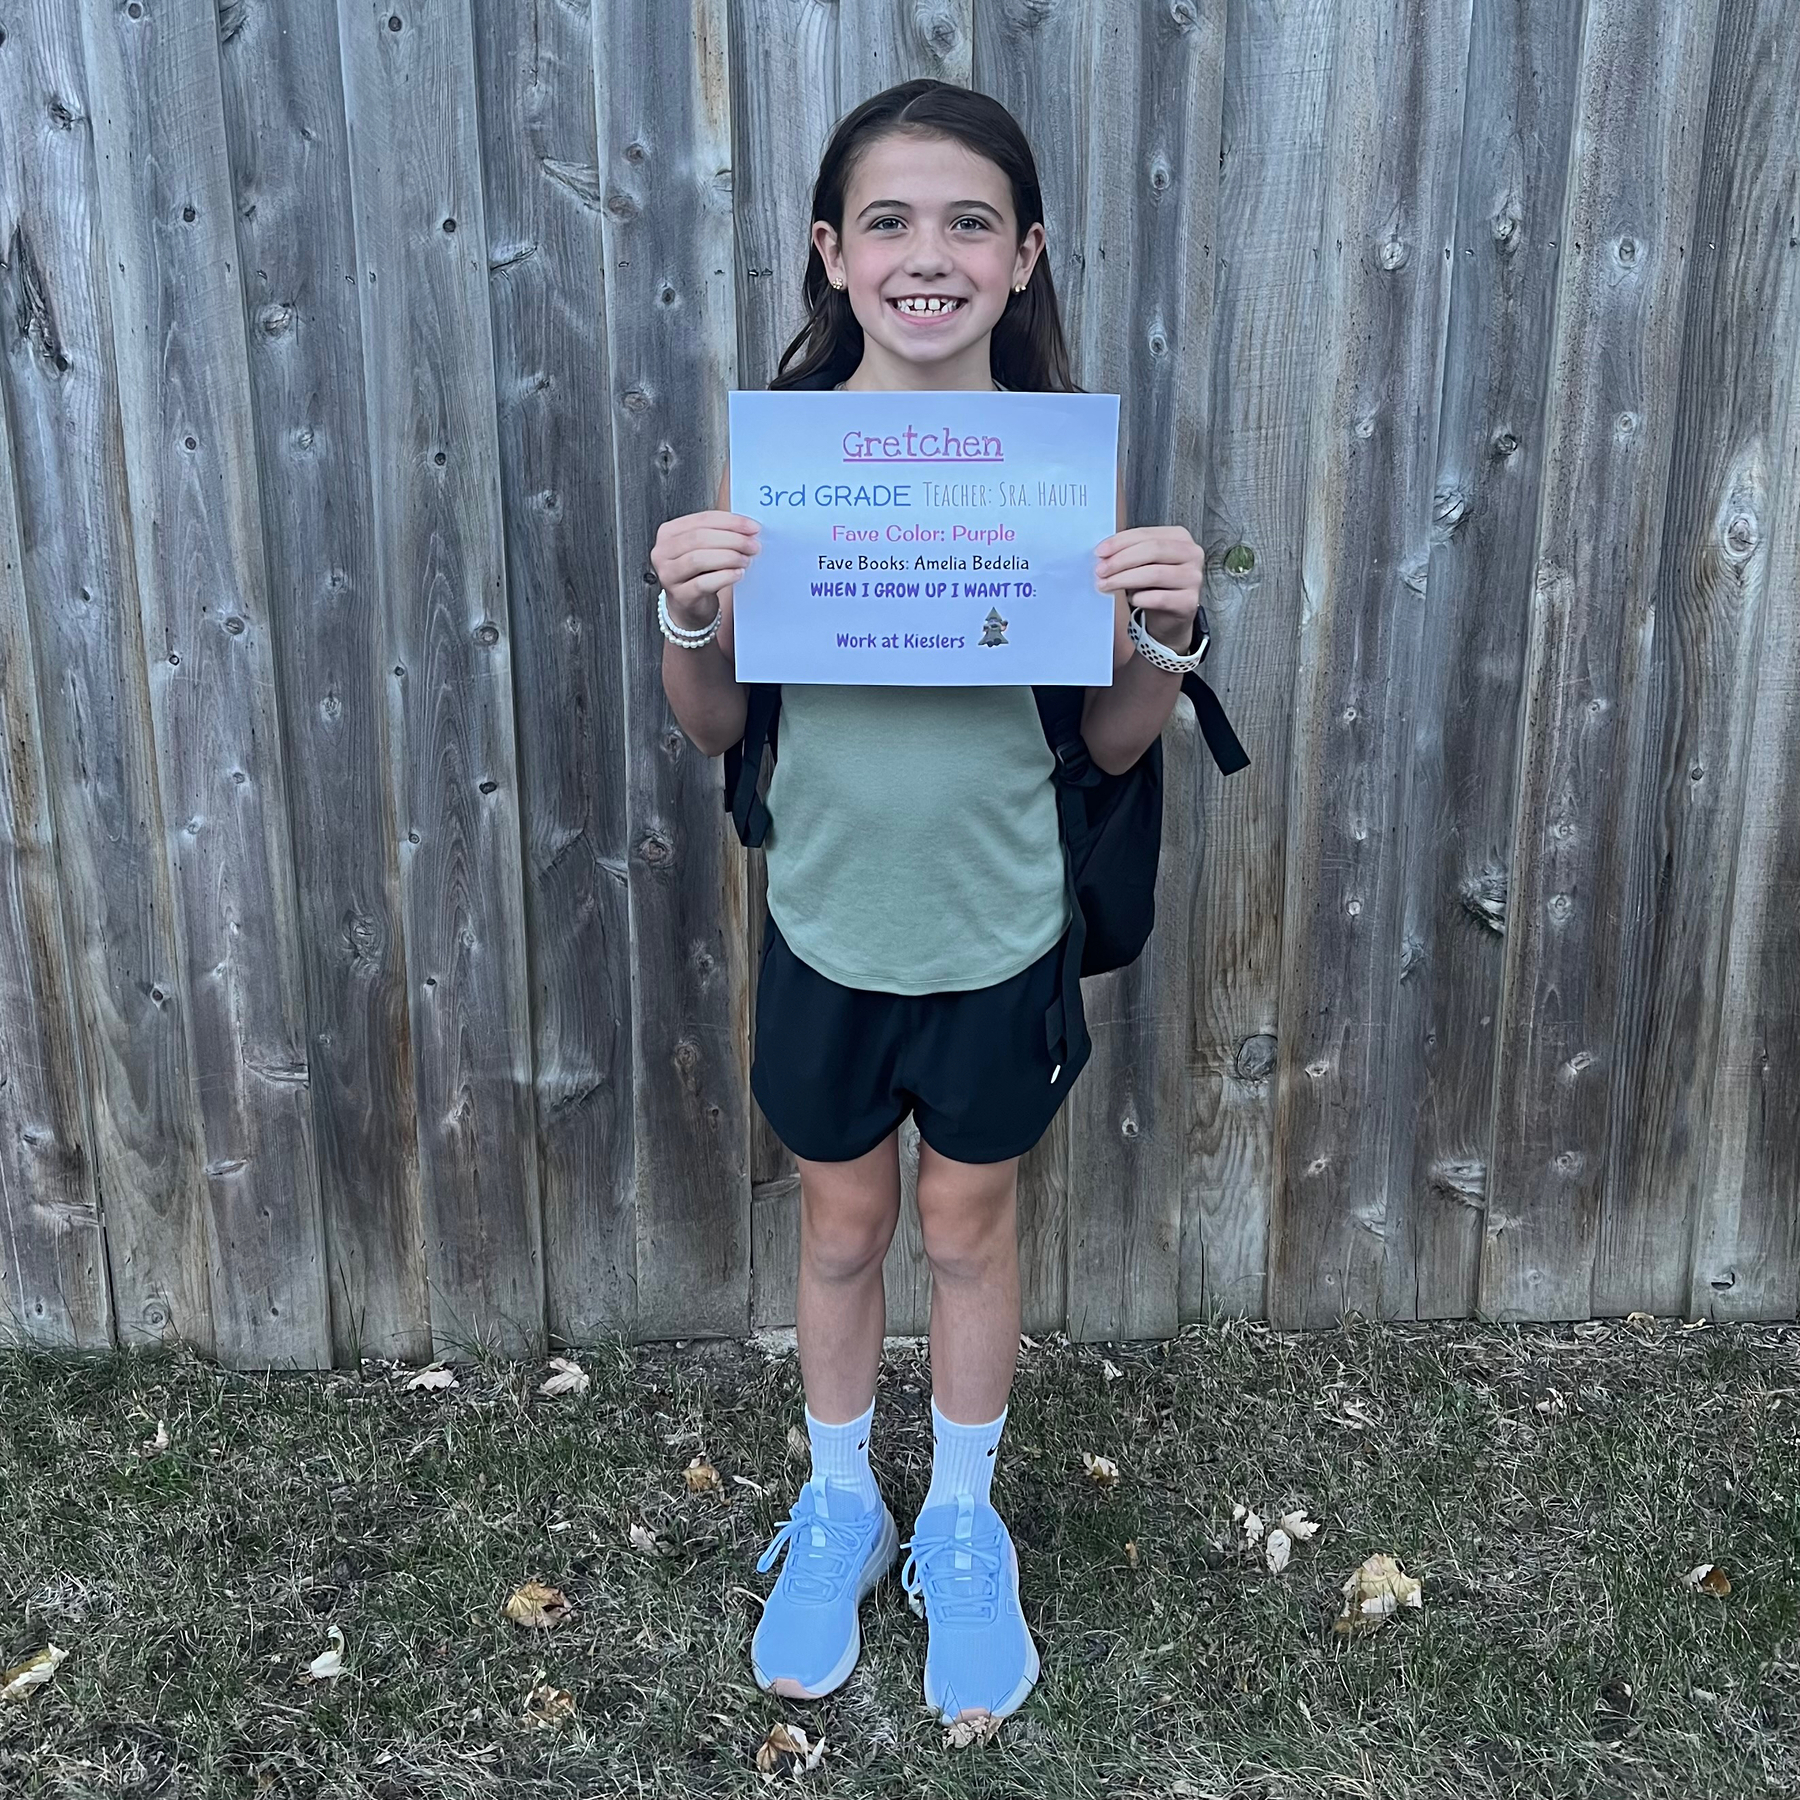 Gretchen
3rd GRADE TEACHER: SRA. HAUTH
Fave Color: Purple
Fave Books: Amelia Bedelia
WHEN I GROW UP I WANT TO:
Work at Kieslers